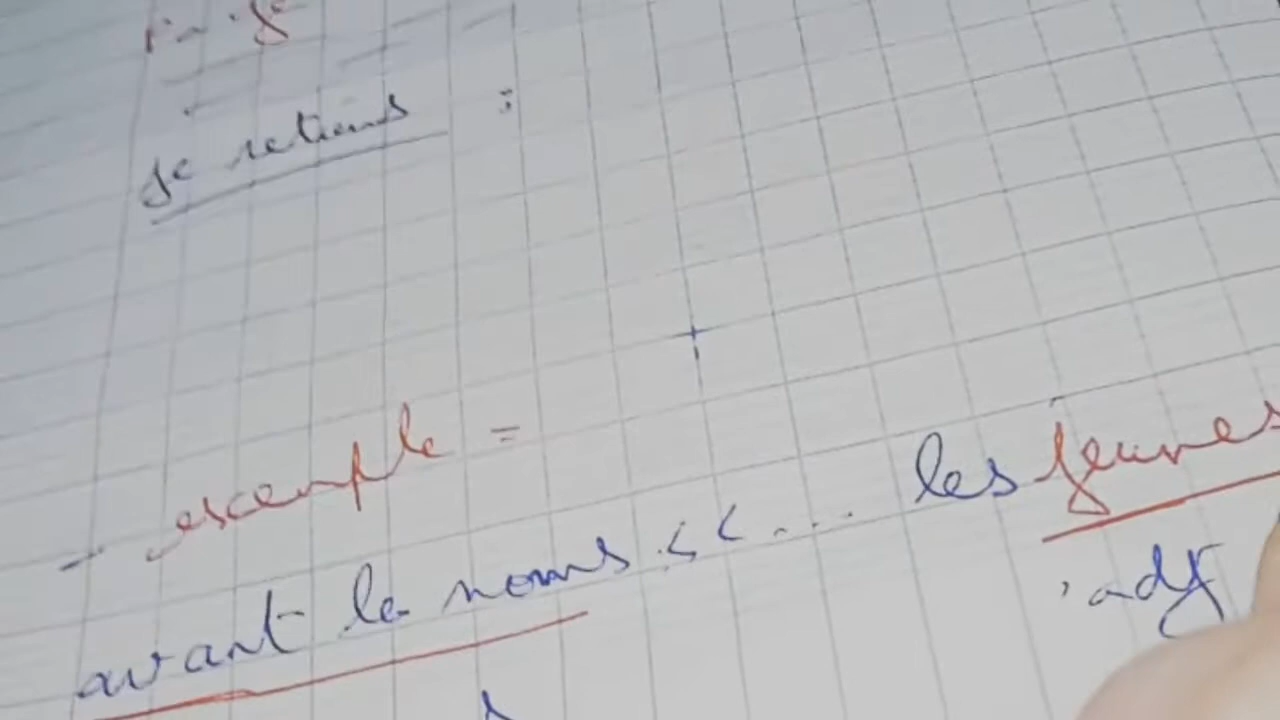 je retiens :
- exemple =
avant le noms << ... les jeunes
adj